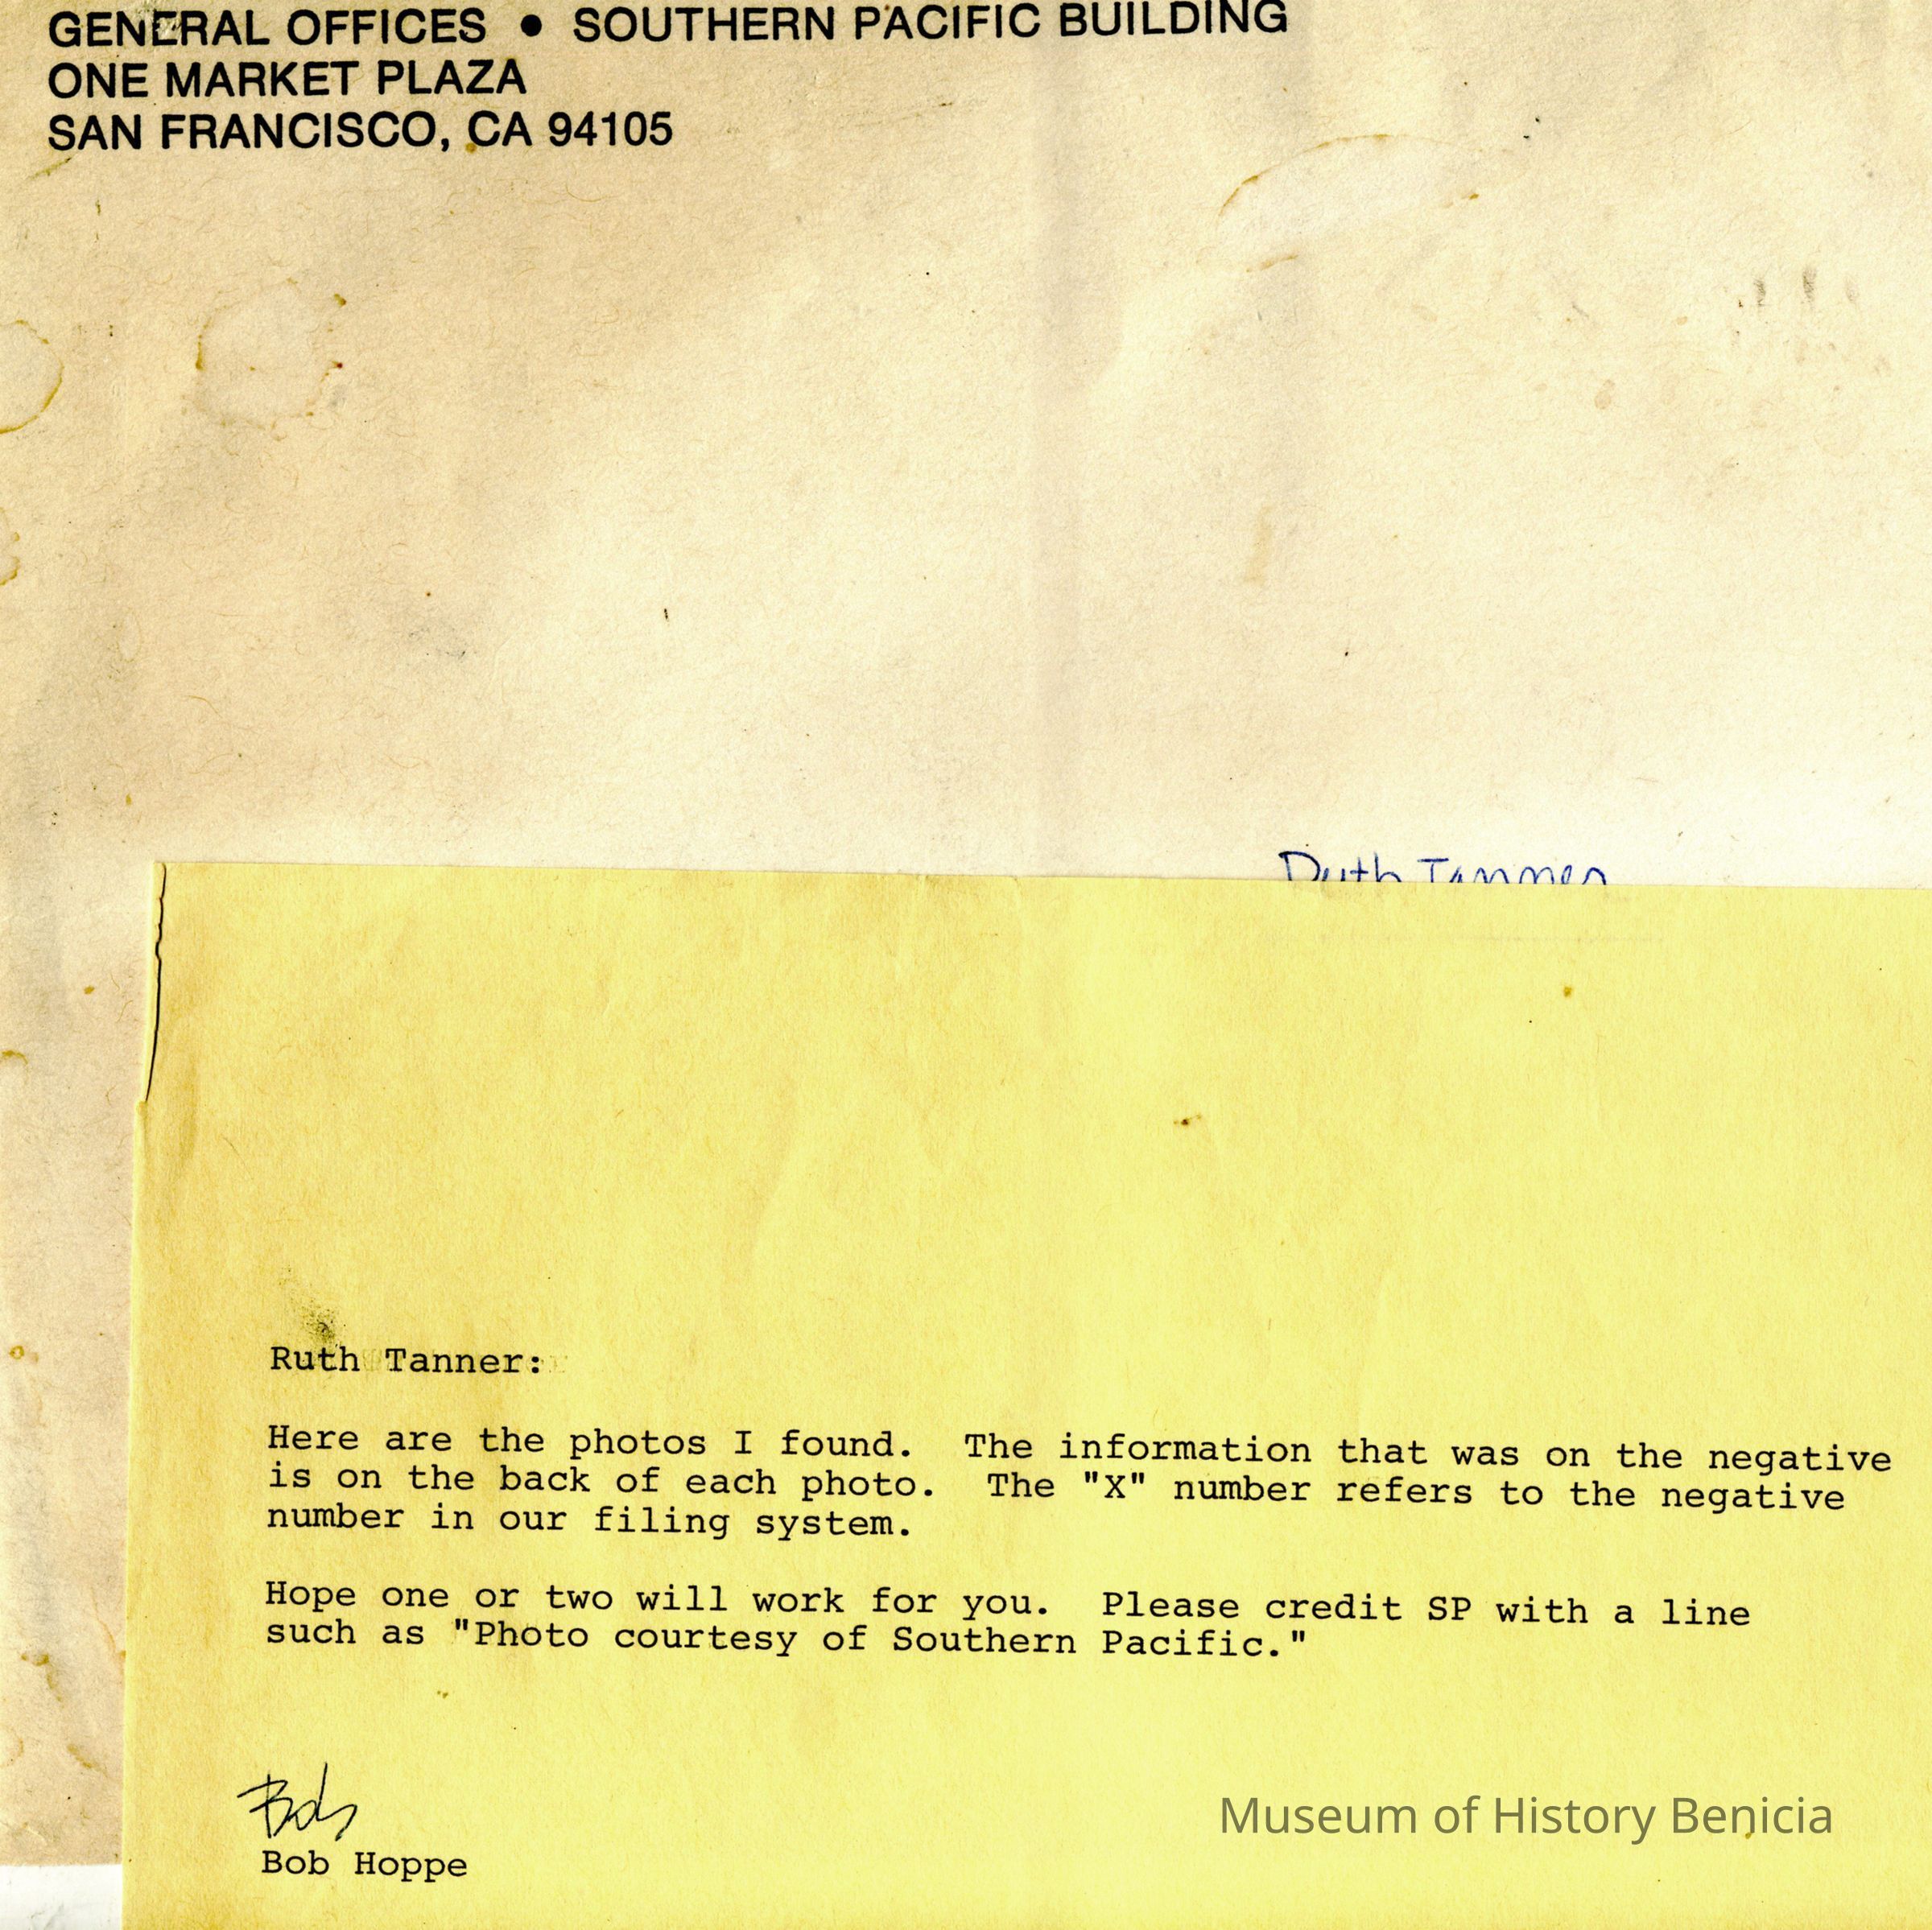 GENERAL OFFICES • SOUTHERN PACIFIC BUILDING
ONE MARKET PLAZA
SAN FRANCISCO, CA 94105
Ruth Tanner
Ruth Tanner:
Here are the photos I found. The information that was on the negative
is on the back of each photo. The "X" number refers to the negative
number in our filing system.
Hope one or two will work for you. Please credit SP with a line
such as "Photo courtesy of Southern Pacific."
Bob
Bob Hoppe
Museum of History Benicia